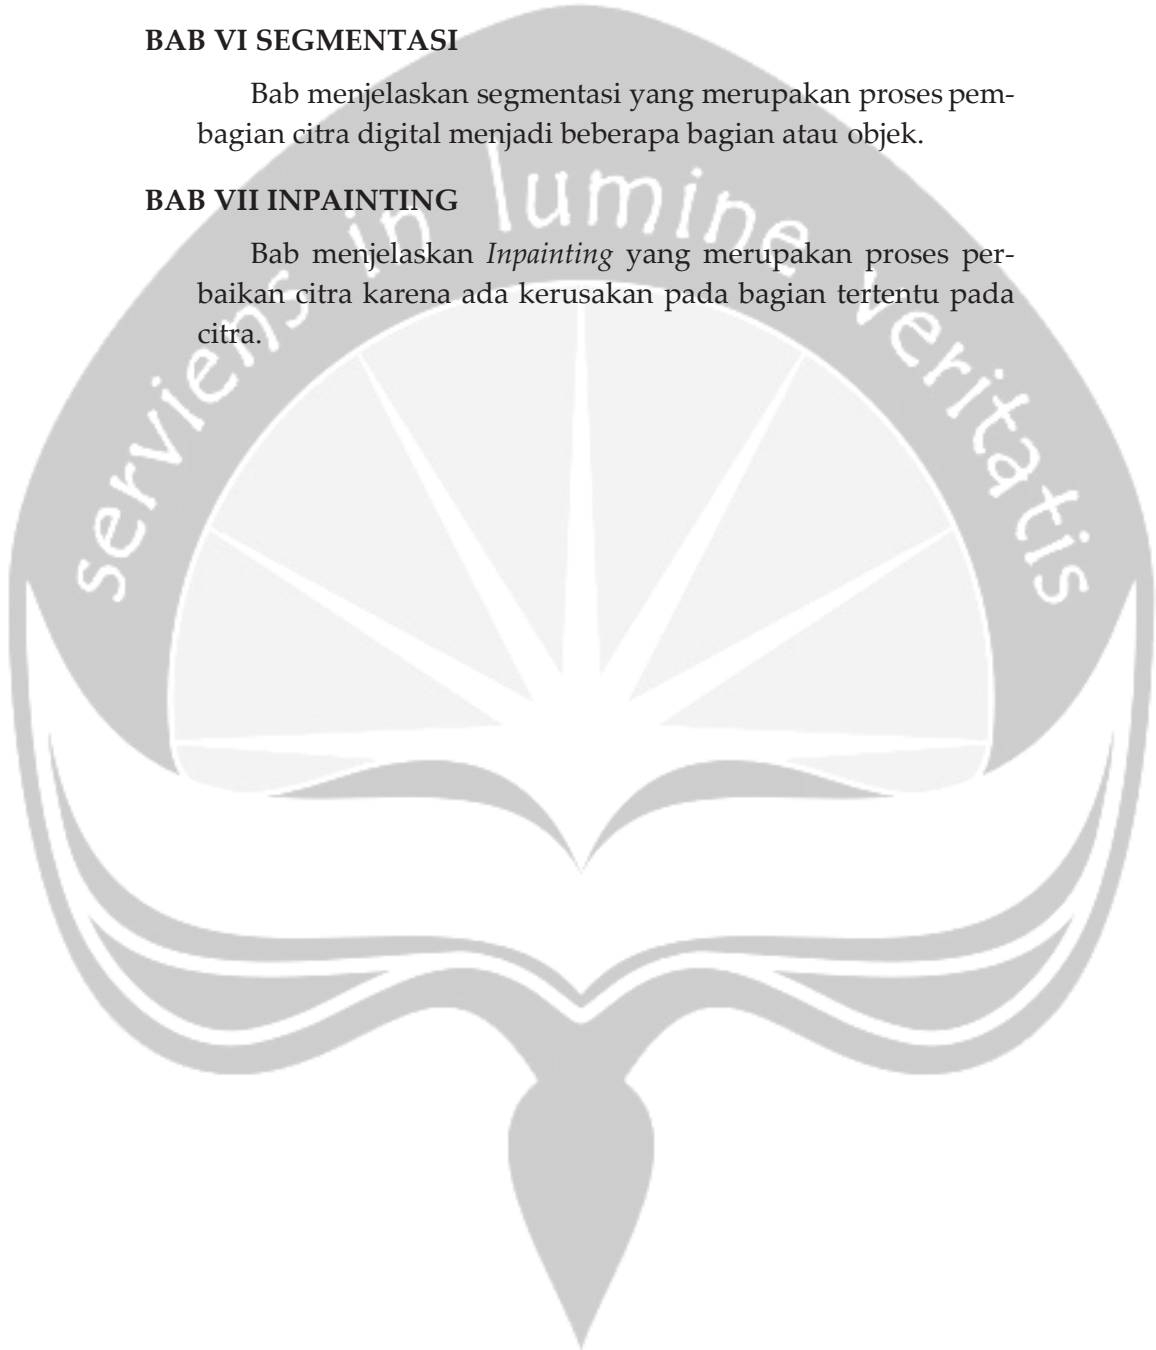 BAB VI SEGMENTASI
Bab menjelaskan segmentasi yang merupakan proses pem-
bagian citra digital menjadi beberapa bagian atau objek.
BAB VII INPAINTING
Bab menjelaskan Inpainting yang merupakan proses per-
baikan citra karena ada kerusakan pada bagian tertentu pada
citra.
serviens in lumine veritatis